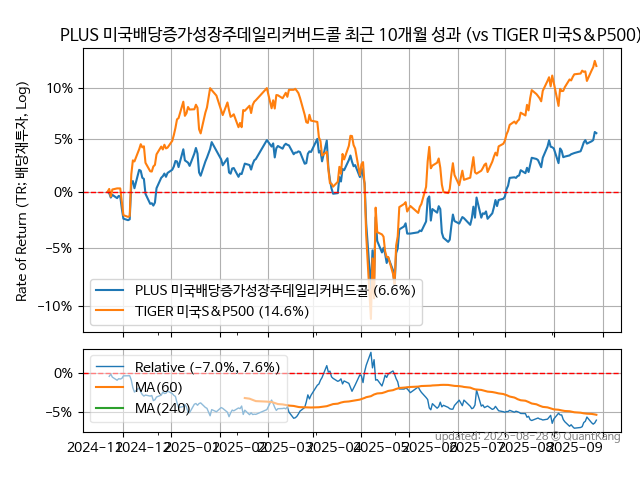 PLUS 미국배당증가성장주데일리커버드콜 최근 10개월 성과 (vs TIGER 미국S&P500)
Rate of Return (TR: 배당재투자, Log)
10%
5%
0%
−5%
−10%
PLUS 미국배당증가성장주데일리커버드콜 (6.6%)
TIGER 미국S&P500 (14.6%)
0%
−5%
Relative (−7.0%, 7.6%)
MA(60)
MA(240)
updated: 2025-08-28 © QuantKang
2024-11
2024-12
2025-01
2025-02
2025-03
2025-04
2025-05
2025-06
2025-07
2025-08
2025-09